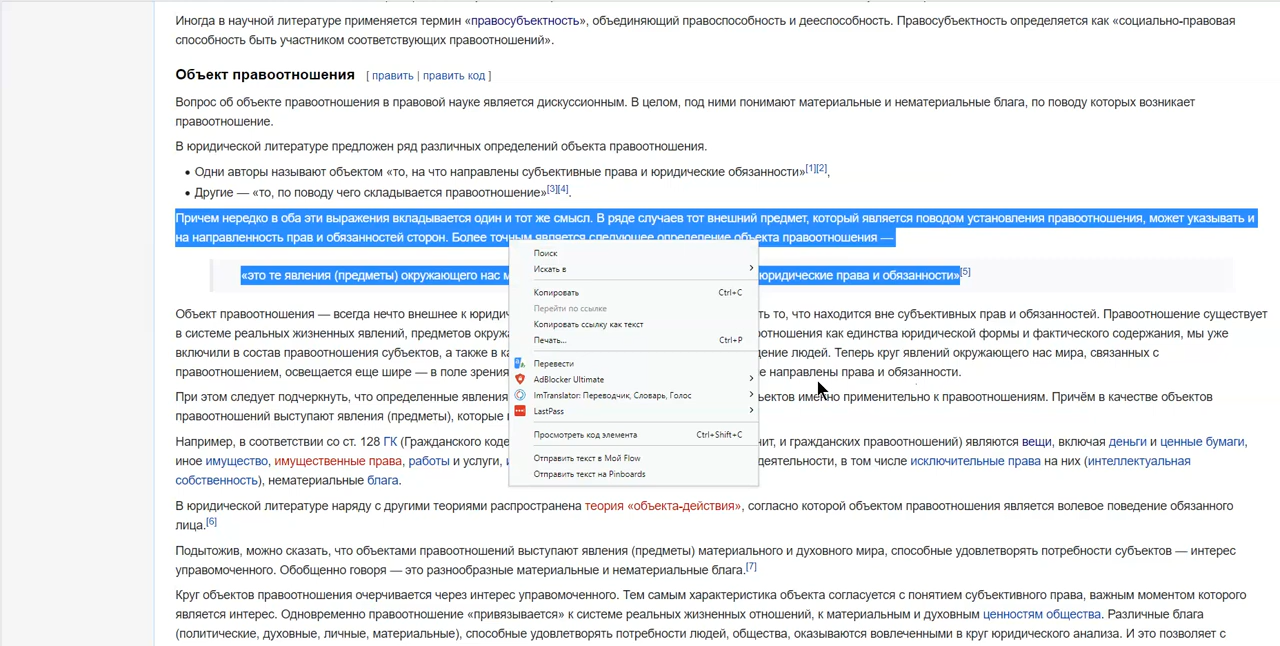 Иногда в научной литературе применяется термин «правосубъектность», объединяющий правоспособность и дееспособность. Правосубъектность определяется как «социально-правовая
способность быть участником соответствующих правоотношений».
Объект правоотношения [ править | править код ]
Вопрос об объекте правоотношения в правовой науке является дискуссионным. В целом, под ними понимают материальные и нематериальные блага, по поводу которых возникает
правоотношение.
В юридической литературе предложен ряд различных определений объекта правоотношения.
• Одни авторы называют объектом «то, на что направлены субъективные права и юридические обязанности»[1][2],
• Другие — «то, по поводу чего складывается правоотношение»[3][4].
Причем нередко в оба эти выражения вкладывается один и тот же смысл. В ряде случаев тот внешний предмет, который является поводом установления правоотношения, может указывать и
на направленность прав и обязанностей сторон. Более точным является следующее определение объекта правоотношения —
«это те явления (предметы) окружающего нас юридические права и обязанности»[5]
Объект правоотношения — всегда нечто внешнее к то, что находится вне субъективных прав и обязанностей. Правоотношение существует
в системе реальных жизненных явлений, предметов как единства юридической формы и фактического содержания, мы уже
включили в состав правоотношения субъектов, а также в людей. Теперь круг явлений окружающего нас мира, связанных с
правоотношением, освещается еще шире — в поле зрения направлены права и обязанности.
При этом следует подчеркнуть, что определенные явления именно применительно к правоотношениям. Причём в качестве объектов
правоотношений выступают явления (предметы), которые
Например, в соответствии со ст. 128 ГК (Гражданского и гражданских правоотношений) являются вещи, включая деньги и ценные бумаги,
иное имущество, имущественные права, работы и услуги, деятельности, в том числе исключительные права на них (интеллектуальная
собственность), нематериальные блага.
В юридической литературе наряду с другими теориями распространена теория «объекта-действия», согласно которой объектом правоотношения является волевое поведение обязанного
лица.[6]
Подытожив, можно сказать, что объектами правоотношений выступают явления (предметы) материального и духовного мира, способные удовлетворять потребности субъектов — интерес
управомоченного. Обобщенно говоря — это разнообразные материальные и нематериальные блага.[7]
Круг объектов правоотношения очерчивается через интерес управомоченного. Тем самым характеристика объекта согласуется с понятием субъективного права, важным моментом которого
является интерес. Одновременно правоотношение «привязывается» к системе реальных жизненных отношений, к материальным и духовным ценностям общества. Различные блага
(политические, духовные, личные, материальные), способные удовлетворять потребности людей, общества, оказываются вовлеченными в круг юридического анализа. И это позволяет с
Поиск
Искать в
Копировать Ctrl+C
Перейти по ссылке
Копировать ссылку как текст
Печать... Ctrl+P
Перевести
AdBlocker Ultimate
ImTranslator: Переводчик, Словарь, Голос
LastPass
Просмотреть код элемента Ctrl+Shift+C
Отправить текст в Мой Flow
Отправить текст на Pinboards